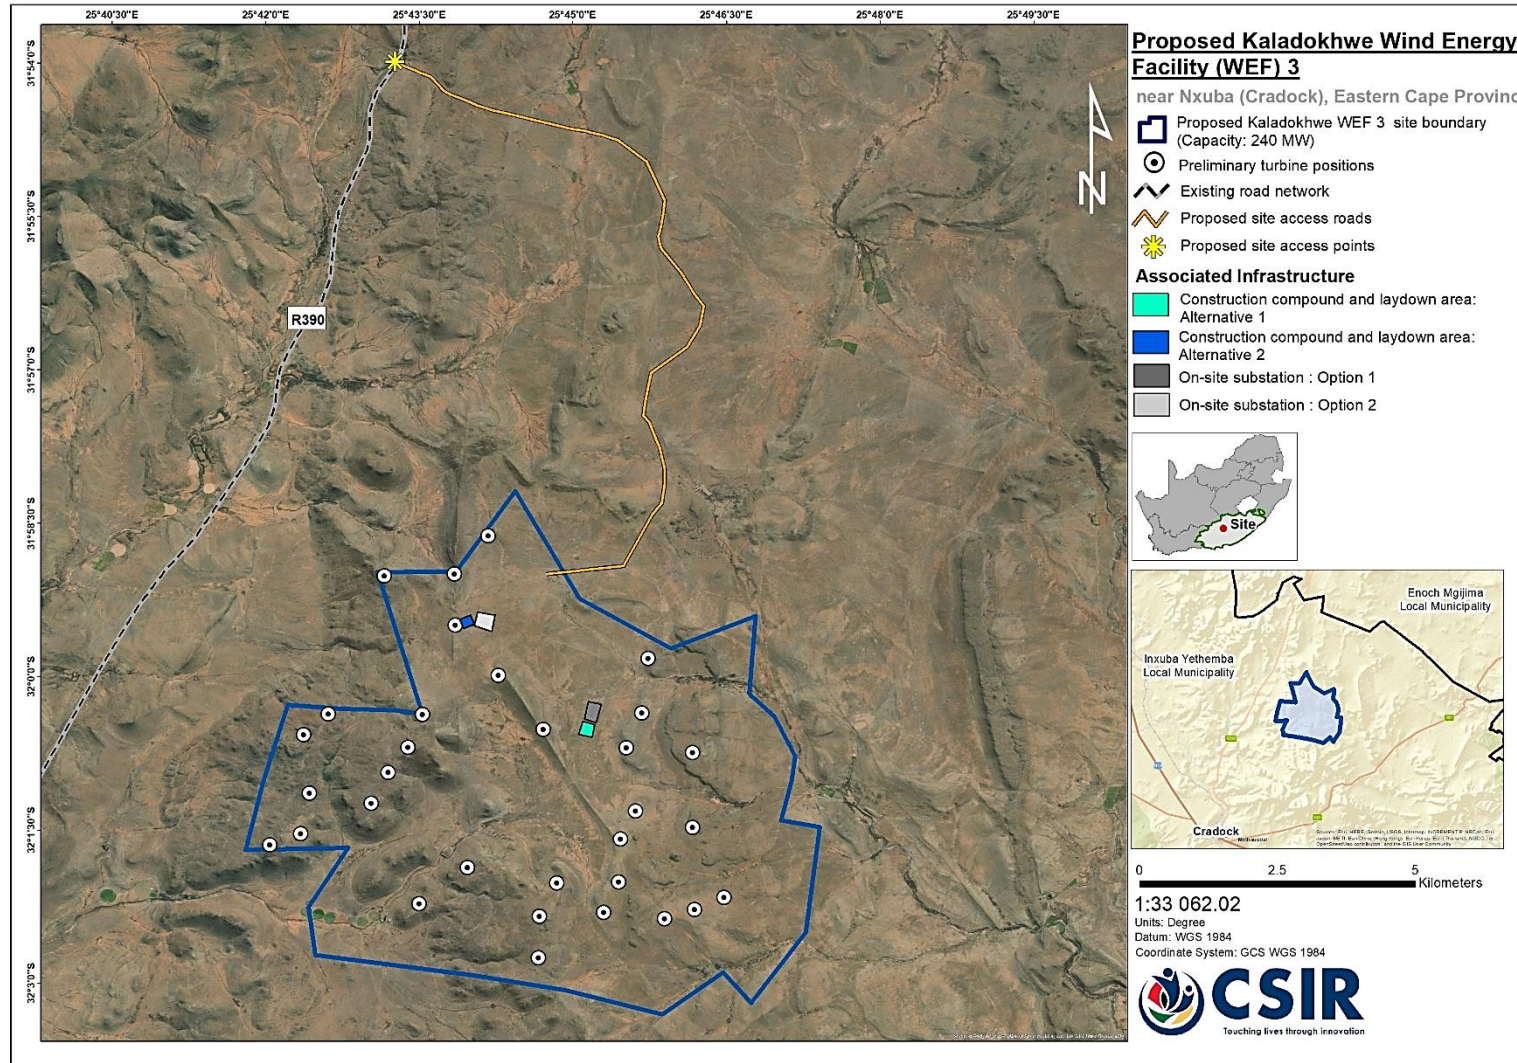 25°40'30"E 25°42'0"E 25°43'30"E 25°45'0"E 25°46'30"E 25°48'0"E 25°49'30"E
31°54'0"S
31°55'30"S
31°57'0"S
31°58'30"S
32°0'0"S
32°1'30"S
32°3'0"S
R390
N
Proposed Kaladokhwe Wind Energy
Facility (WEF) 3
near Nxuba (Cradock), Eastern Cape Provinc
Proposed Kaladokhwe WEF 3 site boundary
(Capacity: 240 MW)
Preliminary turbine positions
Existing road network
Proposed site access roads
Proposed site access points
Associated Infrastructure
Construction compound and laydown area:
Alternative 1
Construction compound and laydown area:
Alternative 2
On-site substation : Option 1
On-site substation : Option 2
Site
Enoch Mgijima
Local Municipality
Inxuba Yethemba
Local Municipality
Cradock
0 2.5 5
Kilometers
1:33 062.02
Units: Degree
Datum: WGS 1984
Coordinate System: GCS WGS 1984
CSIR
Touching lives through innovation